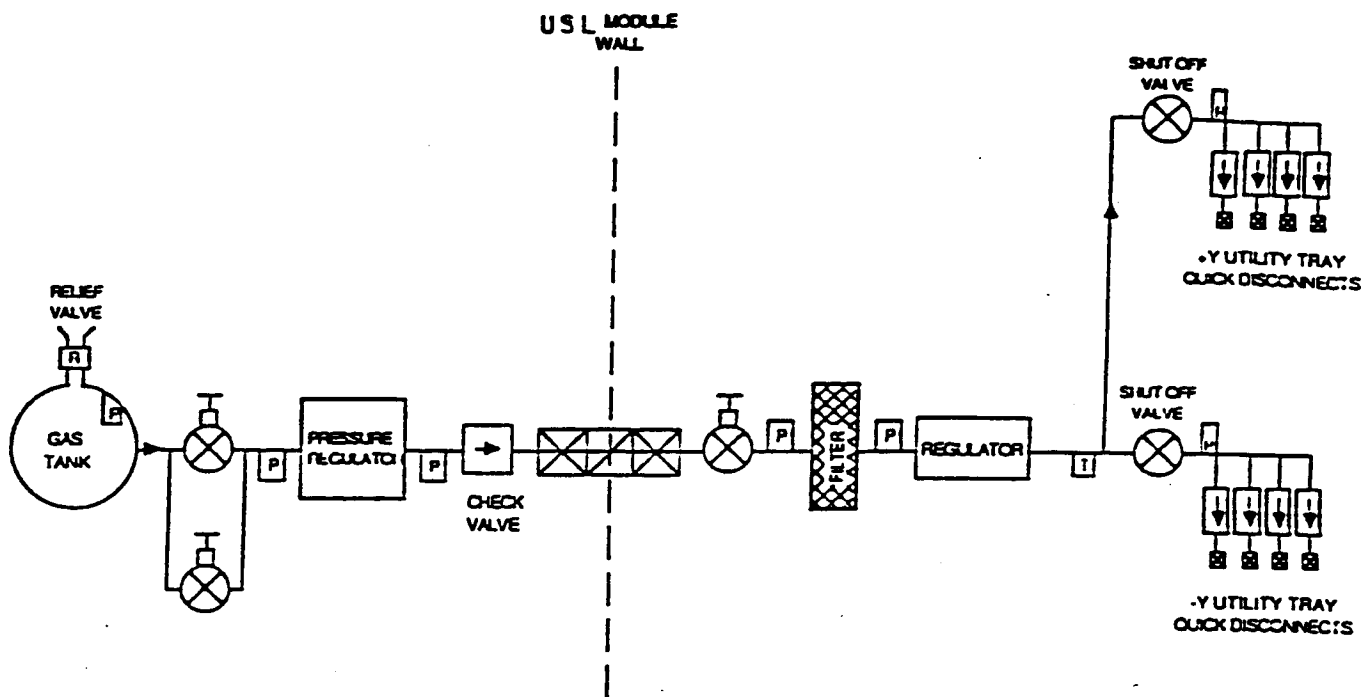 USL MODULE
WALL
SHUT OFF
VALVE
H
+Y UTILITY TRAY
QUICK DISCONNECTS
RELIEF
VALVE
R
P
GAS
TANK
P
PRESSURE
REGULATOR
P
CHECK
VALVE
P
FILTER
P
REGULATOR
T
SHUT OFF
VALVE
H
-Y UTILITY TRAY
QUICK DISCONNECTS